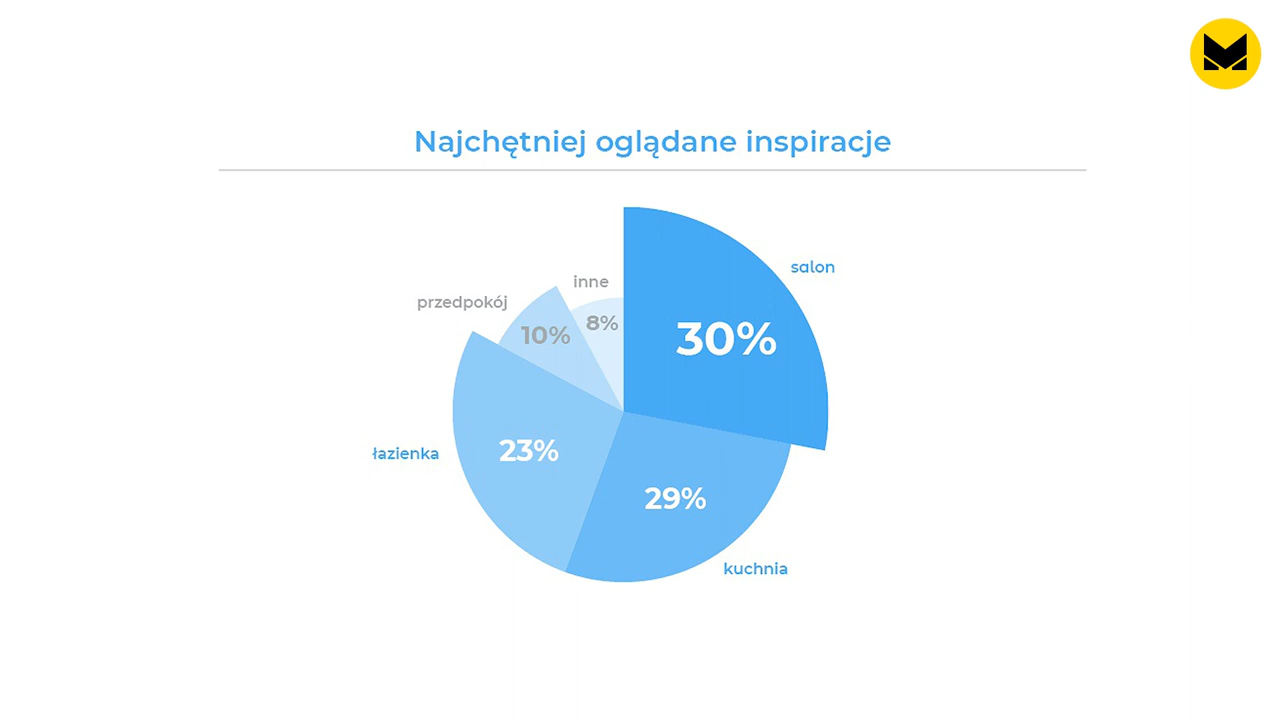 Najchętniej oglądane inspiracje
salon
inne
przedpokój
8%
10%
30%
łazienka
23%
29%
kuchnia